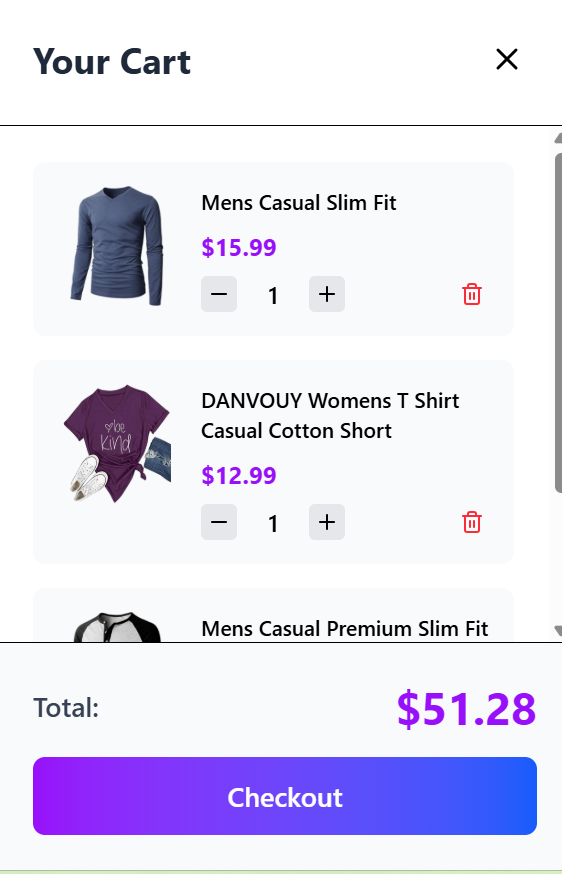 Your Cart
Mens Casual Slim Fit
$15.99
1
be
kind
DANVOUY Womens T Shirt
Casual Cotton Short
$12.99
1
Mens Casual Premium Slim Fit
Total:
$51.28
Checkout